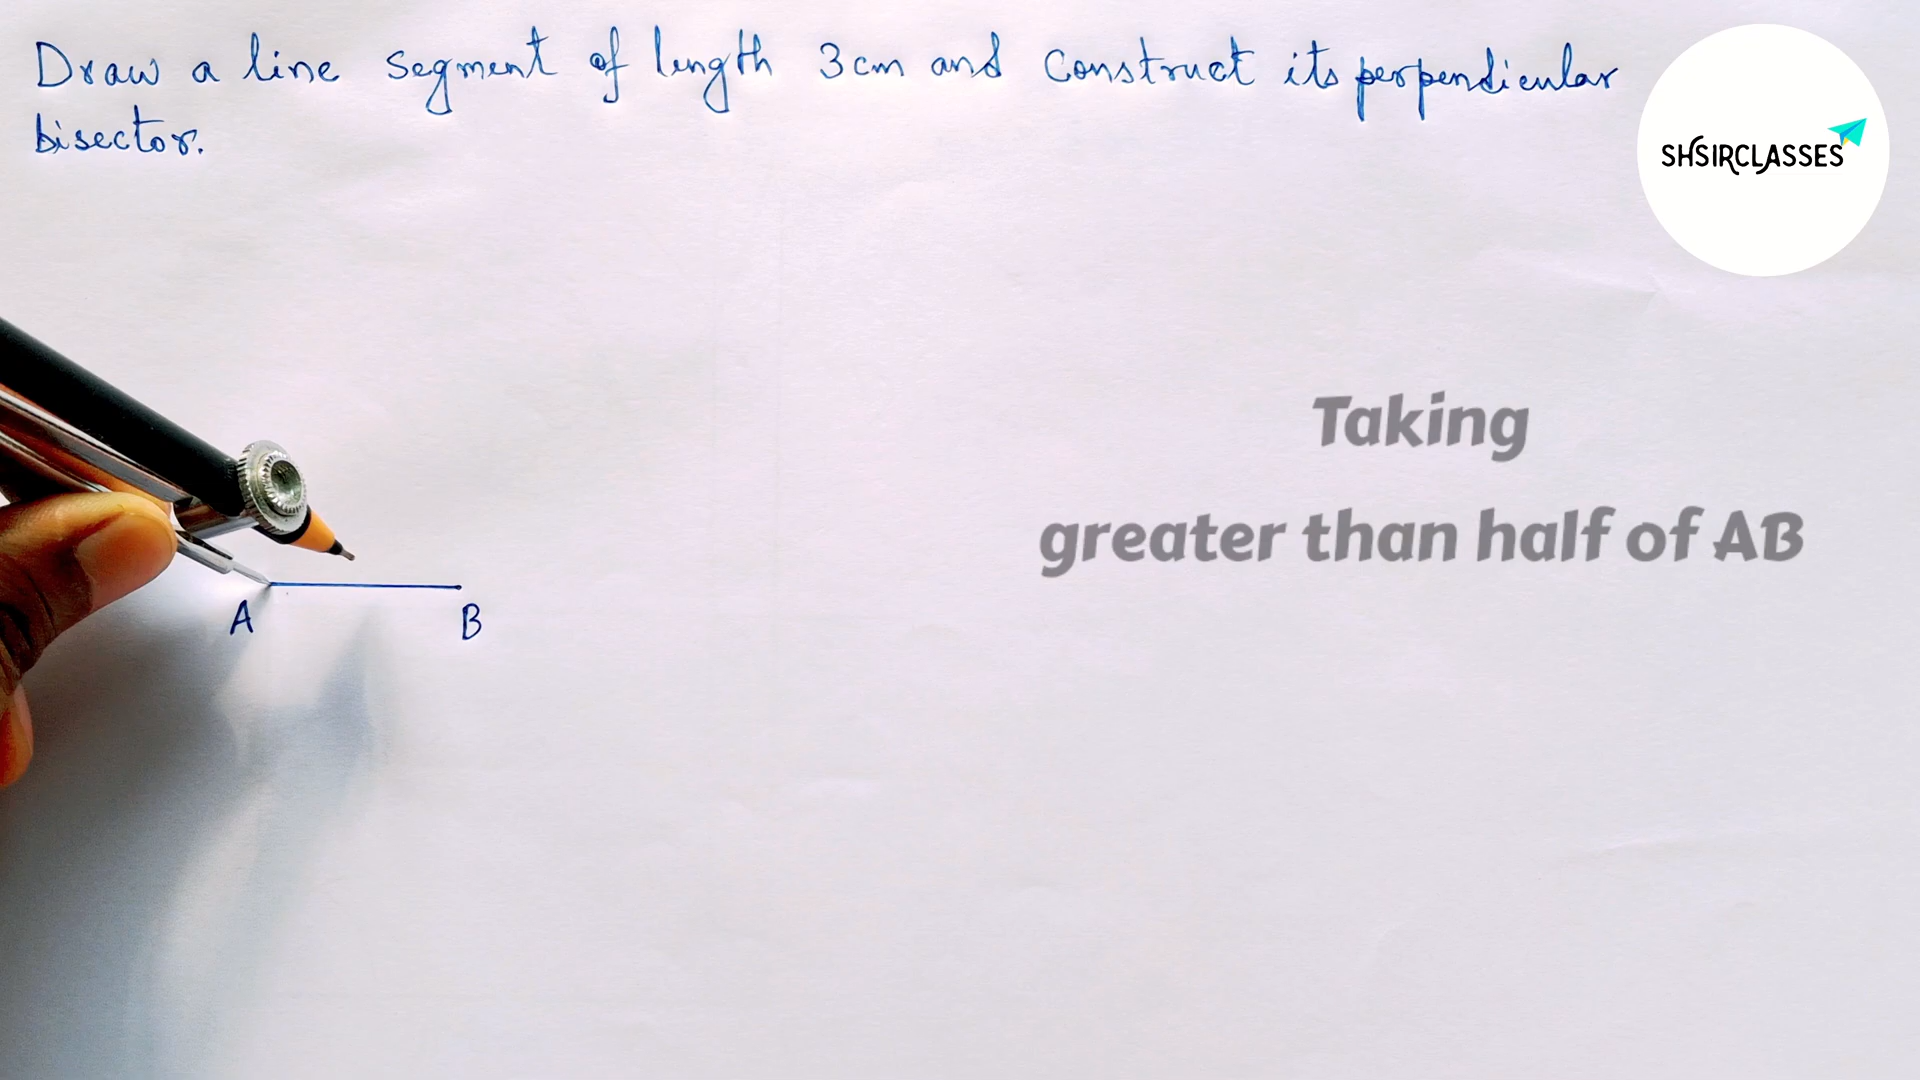 Draw a line segment of length 3cm and construct its perpendicular
bisector.
SHSIRCLASSES
Taking
greater than half of AB
A B